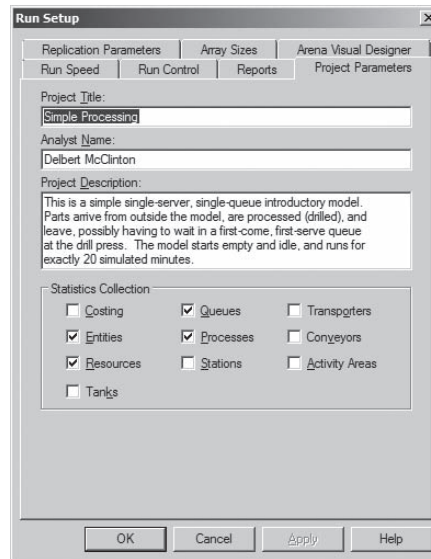 Run Setup
Replication Parameters Array Sizes Arena Visual Designer
Run Speed Run Control Reports Project Parameters
Project Title:
Simple Processing
Analyst Name:
Delbert McClinton
Project Description:
This is a simple single-server, single-queue introductory model.
Parts arrive from outside the model, are processed (drilled), and
leave, possibly having to wait in a first-come, first-serve queue
at the drill press. The model starts empty and idle, and runs for
exactly 20 simulated minutes.
Statistics Collection
Costing Queues Transporters
Entities Processes Conveyors
Resources Stations Activity Areas
Tanks
OK Cancel Apply Help